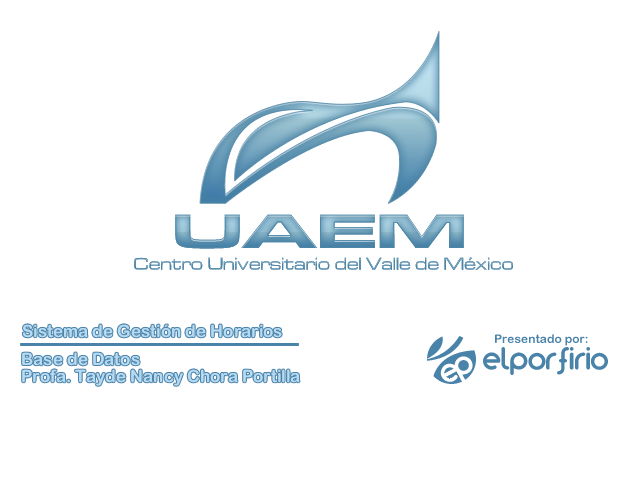 UAEM
Centro Universitario del Valle de México
Sistema de Gestión de Horarios
Base de Datos
Profa. Tayde Nancy Chora Portilla
Presentado por:
ep elporfirio